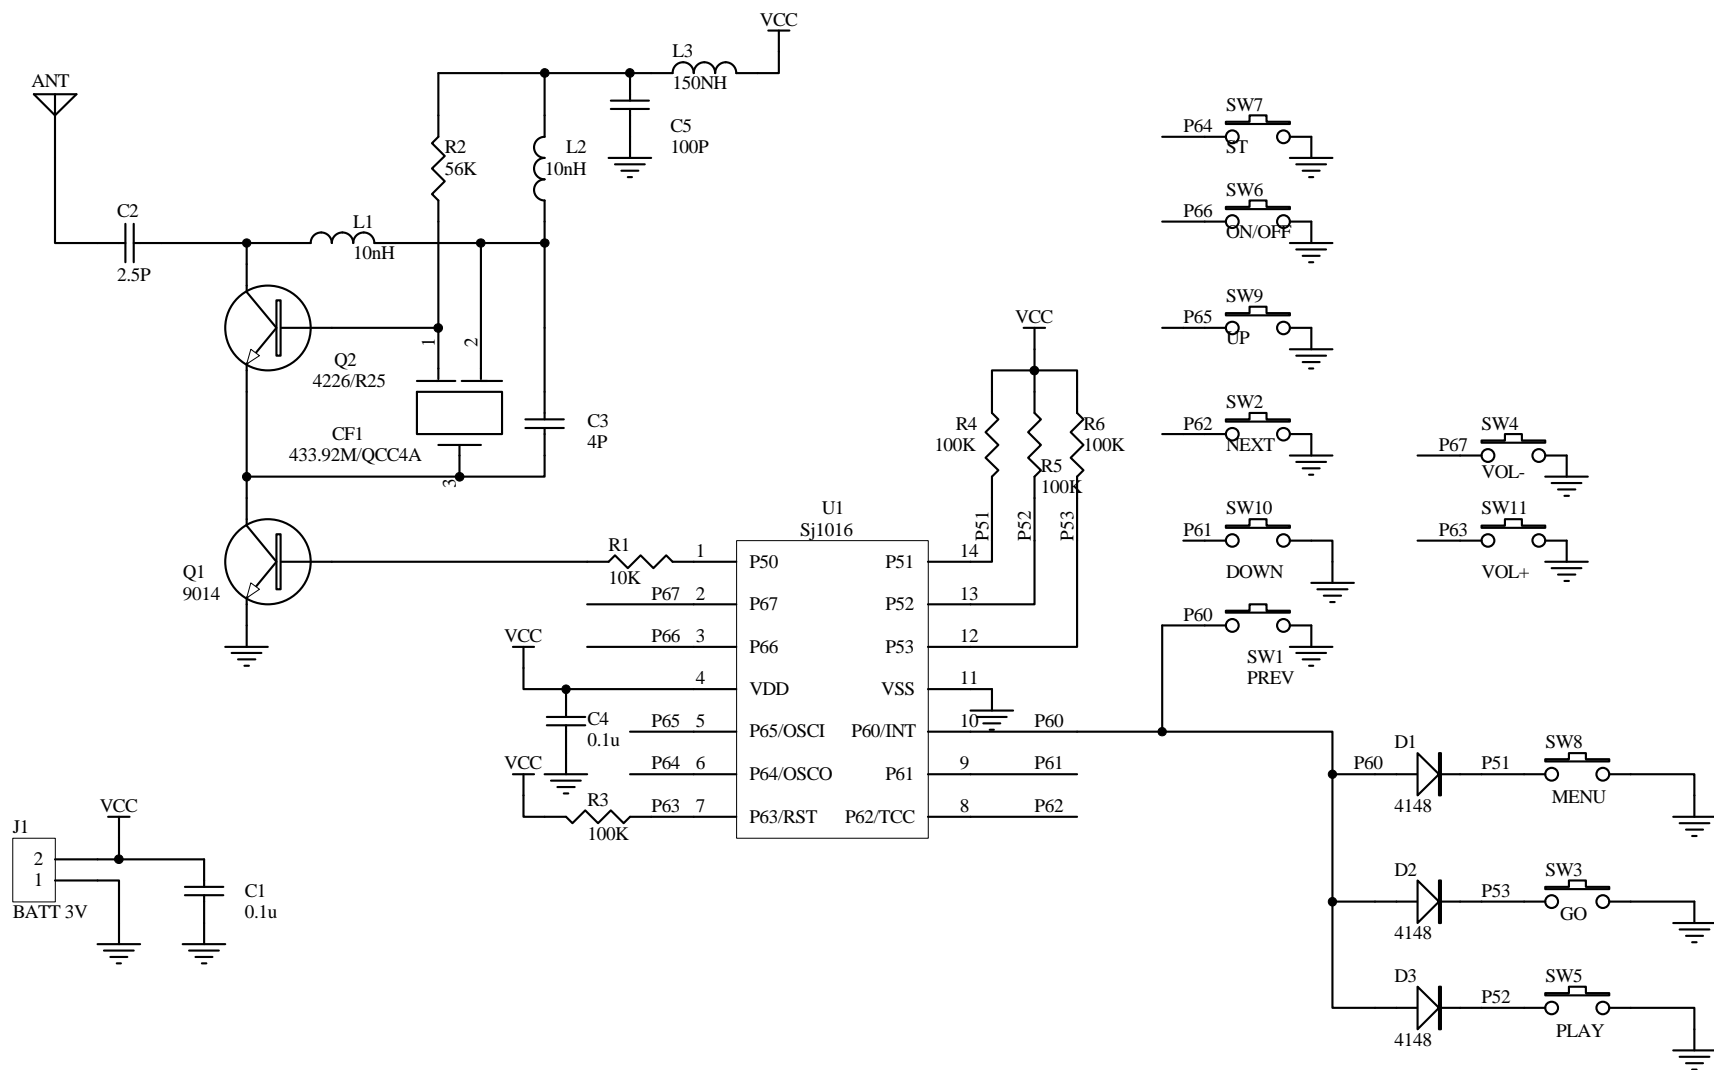 VCC
L3
150NH
ANT
C5
100P
R2
56K
L2
10nH
C2
2.5P
L1
10nH
Q2
4226/R25
1
2
CF1
433.92M/QCC4A
3
C3
4P
Q1
9014
R1
10K
U1
Sj1016
1
P50
P67
2
P67
P66
3
P66
VCC
4
VDD
C4
0.1u
P65
5
P65/OSCI
P64
6
P64/OSCO
VCC
R3
100K
P63
7
P63/RST
P51
14
P51
P52
13
P52
P53
12
P53
VSS
11
P60/INT
10
P60
P61
9
P61
P62/TCC
8
P62
VCC
R4
100K
R5
100K
R6
100K
J1
2
1
BATT 3V
VCC
C1
0.1u
SW7
P64
ST
SW6
P66
ON/OFF
SW9
P65
UP
SW2
P62
NEXT
SW10
P61
DOWN
P60
SW1
PREV
SW4
P67
VOL-
SW11
P63
VOL+
P60
D1
4148
P51
SW8
MENU
D2
4148
P53
SW3
GO
D3
4148
P52
SW5
PLAY